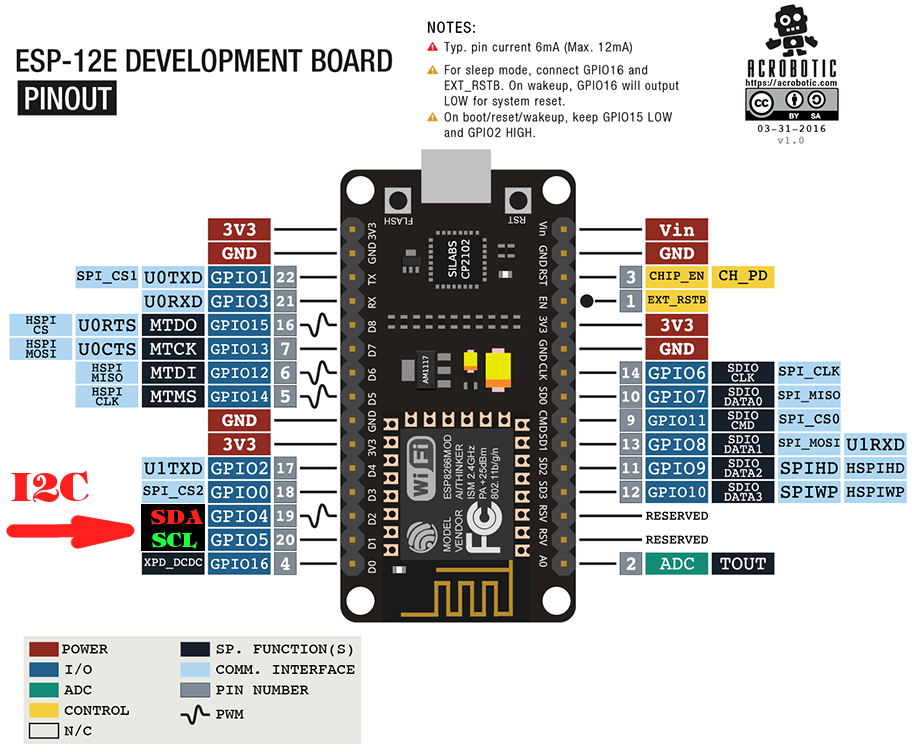 ESP-12E DEVELOPMENT BOARD
PINOUT
NOTES:
Typ. pin current 6mA (Max. 12mA)
For sleep mode, connect GPIO16 and
EXT_RSTB. On wakeup, GPIO16 will output
LOW for system reset.
On boot/reset/wakeup, keep GPIO15 LOW
and GPIO2 HIGH.
ACROBOTIC
https://acrobotic.com
cc
BY SA
03-31-2016
v1.0
FLASH
RST
3V3 3V3
GND GND
SPI_CS1 U0TXD GPIO1 22 TX
U0RXD GPIO3 21 RX
HSPI CS U0RTS MTDO GPIO15 16 D8
HSPI MOSI U0CTS MTCK GPIO13 7 D7
HSPI MISO MTDI GPIO12 6 D6
HSPI CLK MTMS GPIO14 5 D5
GND GND
3V3 3V3
U1TXD GPIO2 17 D4
SPI_CS2 GPIO0 18 D3
I2C
SDA GPIO4 19 D2
SCL GPIO5 20 D1
XPD_DCDC GPIO16 4 D0
SILABS
CP2102
AM1117
WiFi
ESP8266MOD
AI/THINKER
ISM 2.4GHz
PA +25dBm
802.11b/g/n
MODEL
VENDOR
FC
Vin Vin
GND GND
RST 3 CHIP_EN CH_PD
EN 1 EXT_RSTB
3V3 3V3
GND GND
CLK 14 GPIO6 SDIO CLK SPI_CLK
SD0 10 GPIO7 SDIO DATA0 SPI_MISO
CMD 9 GPIO11 SDIO CMD SPI_CS0
SD1 13 GPIO8 SDIO DATA1 SPI_MOSI U1RXD
SD2 11 GPIO9 SDIO DATA2 SPIHD HSPIHD
SD3 12 GPIO10 SDIO DATA3 SPIWP HSPIWP
RSV RESERVED
RSV RESERVED
A0 2 ADC TOUT
POWER
I/O
ADC
CONTROL
N/C
SP. FUNCTION(S)
COMM. INTERFACE
PIN NUMBER
PWM